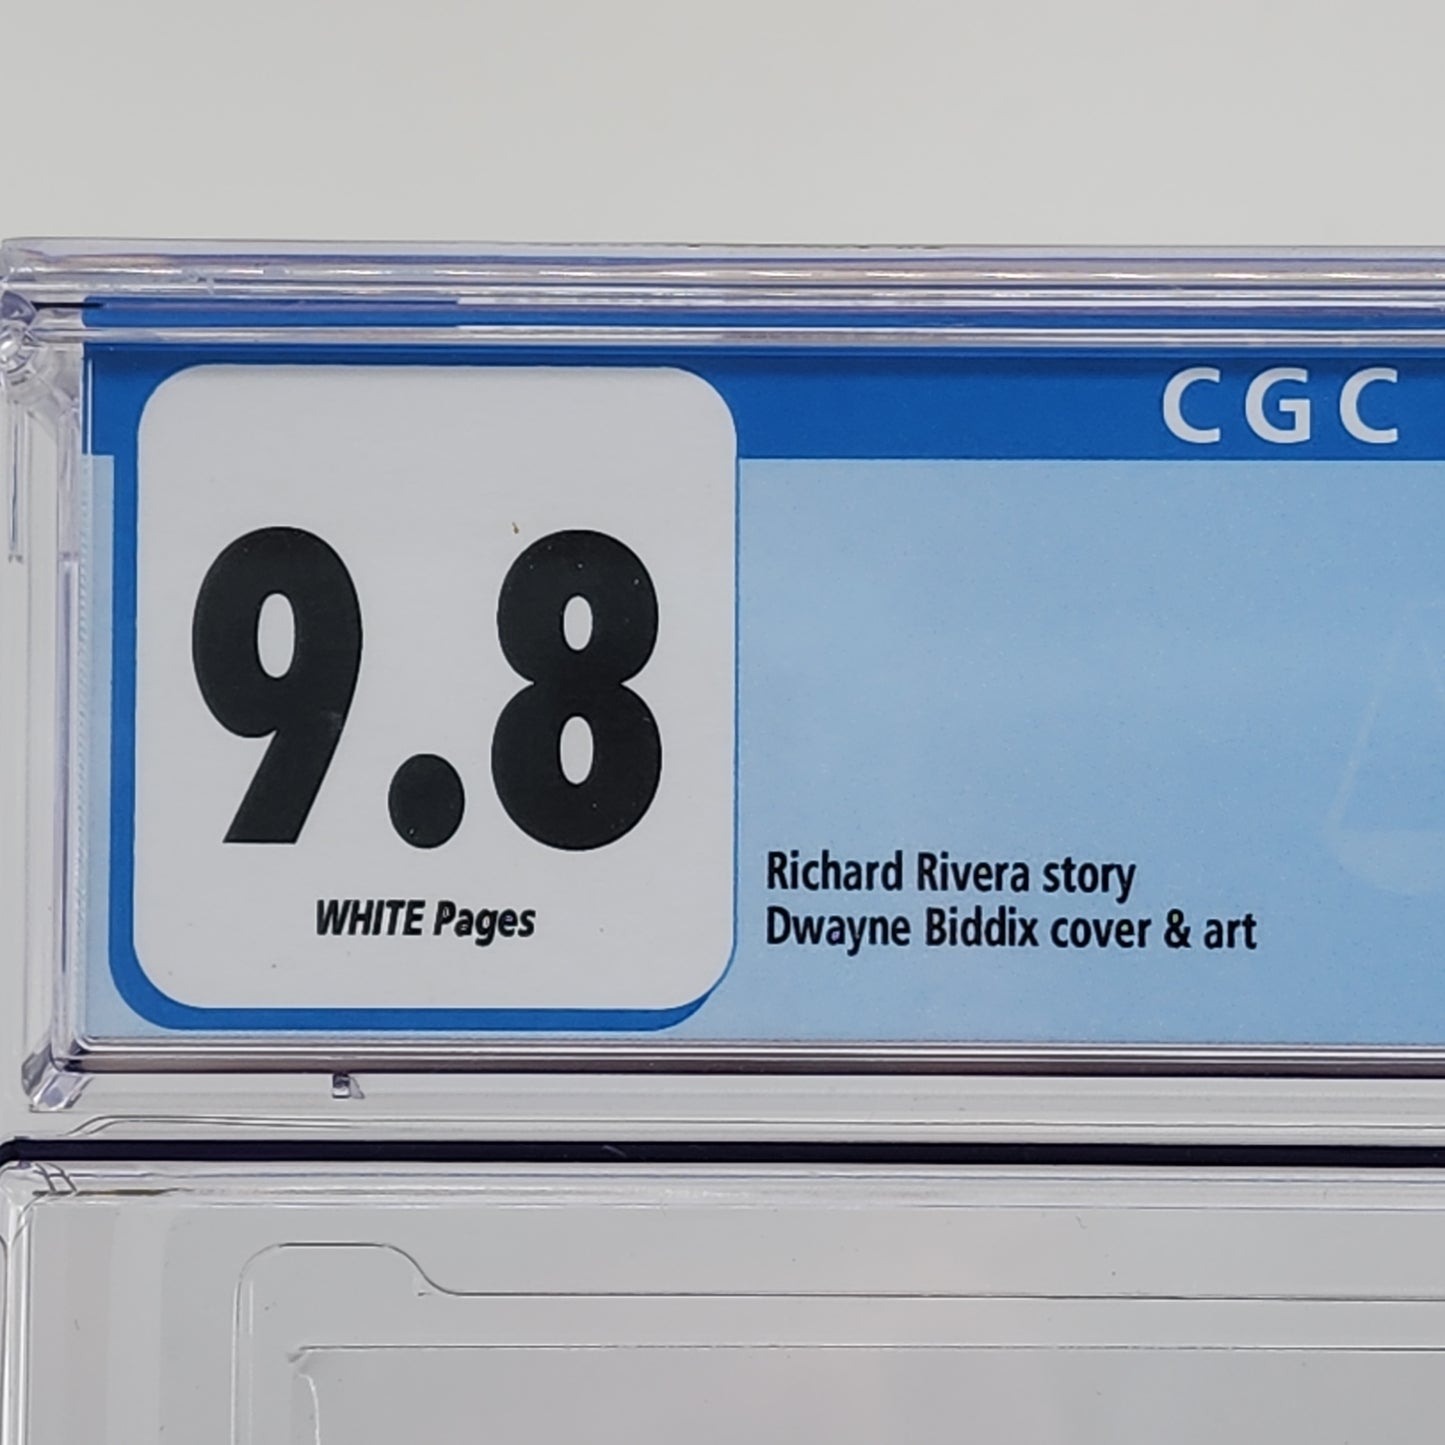 CGC
9.8
WHITE Pages
Richard Rivera story
Dwayne Biddix cover & art